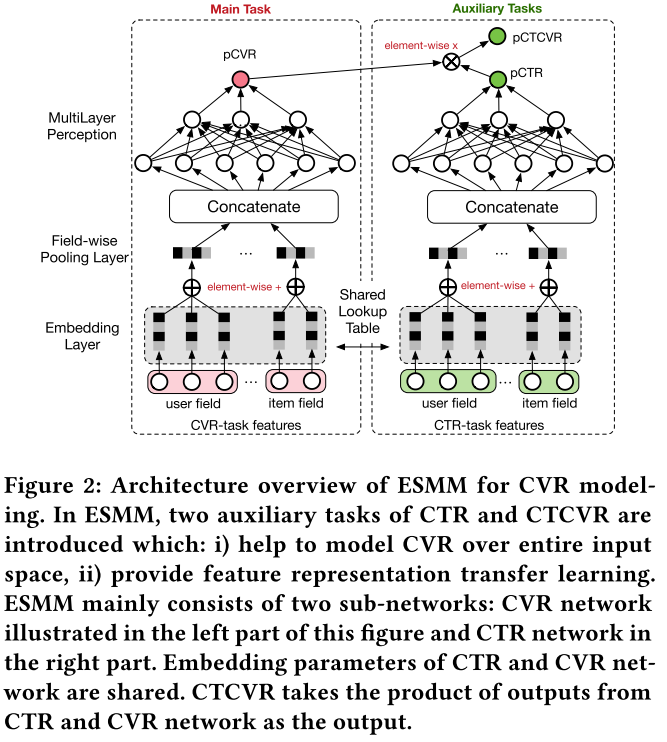 Main Task
Auxiliary Tasks
element-wise x
pCTCVR
pCVR
pCTR
MultiLayer
Perception
Concatenate
Concatenate
Field-wise
Pooling Layer
...
...
...
...
element-wise +
element-wise +
Shared
Lookup
Table
Embedding
Layer
...
...
user field
item field
user field
item field
CVR-task features
CTR-task features
Figure 2: Architecture overview of ESMM for CVR model-
ing. In ESMM, two auxiliary tasks of CTR and CTCVR are
introduced which: i) help to model CVR over entire input
space, ii) provide feature representation transfer learning.
ESMM mainly consists of two sub-networks: CVR network
illustrated in the left part of this figure and CTR network in
the right part. Embedding parameters of CTR and CVR net-
work are shared. CTCVR takes the product of outputs from
CTR and CVR network as the output.